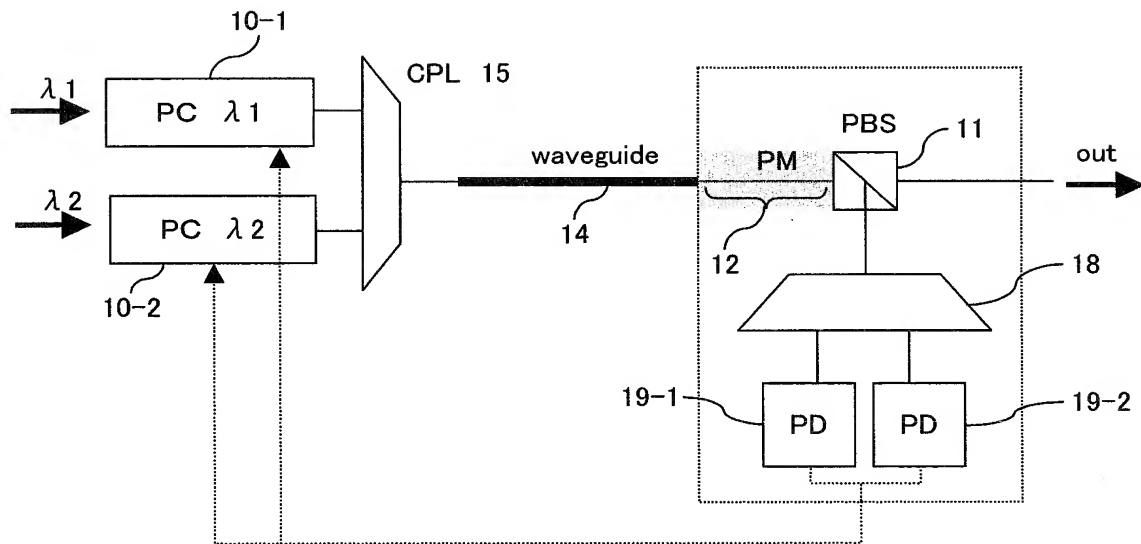 10-1
λ1
PC λ1
CPL 15
λ2
PC λ2
10-2
waveguide
14
PM
12
PBS
11
out
18
19-1
PD
PD
19-2